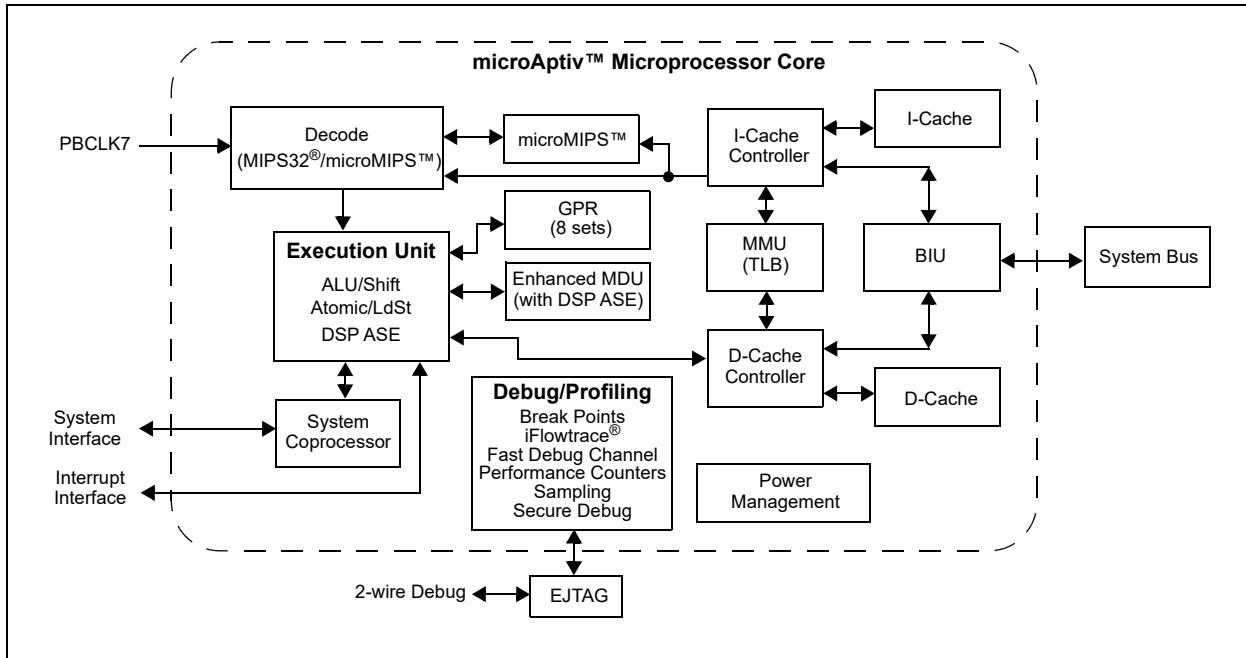 microAptiv™ Microprocessor Core
PBCLK7
Decode
(MIPS32®/microMIPS™)
microMIPS™
I-Cache
Controller
I-Cache
GPR
(8 sets)
Execution Unit
ALU/Shift
Atomic/LdSt
DSP ASE
Enhanced MDU
(with DSP ASE)
MMU
(TLB)
BIU
System Bus
D-Cache
Controller
D-Cache
System
Interface
System
Coprocessor
Interrupt
Interface
Debug/Profiling
Break Points
iFlowtrace®
Fast Debug Channel
Performance Counters
Sampling
Secure Debug
Power
Management
2-wire Debug
EJTAG